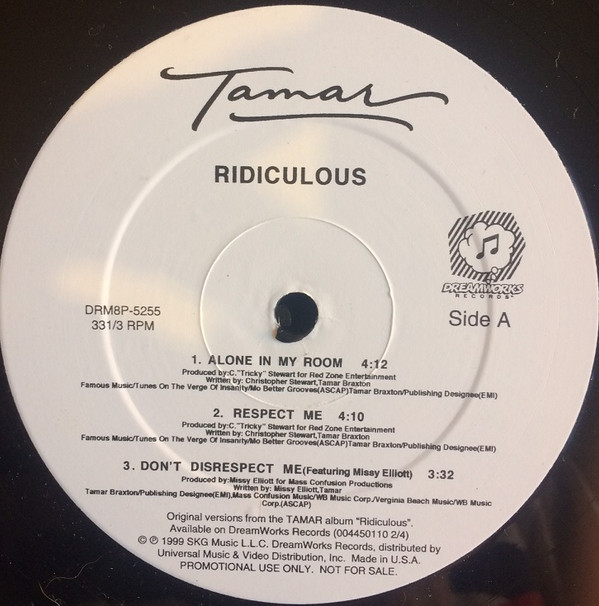 Tamar
RIDICULOUS
DREAMWORKS
RECORDS
DRM8P-5255
331/3 RPM
Side A
1. ALONE IN MY ROOM 4:12
Produced by:C."Tricky" Stewart for Red Zone Entertainment
Written by: Christopher Stewart,Tamar Braxton
Famous Music/Tunes On The Verge Of Insanity/Mo Better Grooves(ASCAP)Tamar Braxton/Publishing Designee(EMI)
2. RESPECT ME 4:10
Produced by:C."Tricky" Stewart for Red Zone Entertainment
Written by: Christopher Stewart,Tamar Braxton
Famous Music/Tunes On The Verge Of Insanity/Mo Better Grooves(ASCAP)Tamar Braxton/Publishing Designee(EMI)
3. DON'T DISRESPECT ME(Featuring Missy Elliott) 3:32
Produced by:Missy Elliott for Mass Confusion Productions
Written by: Missy Elliott,Tamar
Tamar Braxton/Publishing Designee(EMI),Mass Confusion Music/WB Music Corp./Verginia Beach Music/WB Music
Corp.(ASCAP)
Original versions from the TAMAR album "Ridiculous".
Available on DreamWorks Records (004450110 2/4)
© ℗ 1999 SKG Music L.L.C. DreamWorks Records, distributed by
Universal Music & Video Distribution, Inc. Made in U.S.A.
PROMOTIONAL USE ONLY. NOT FOR SALE.